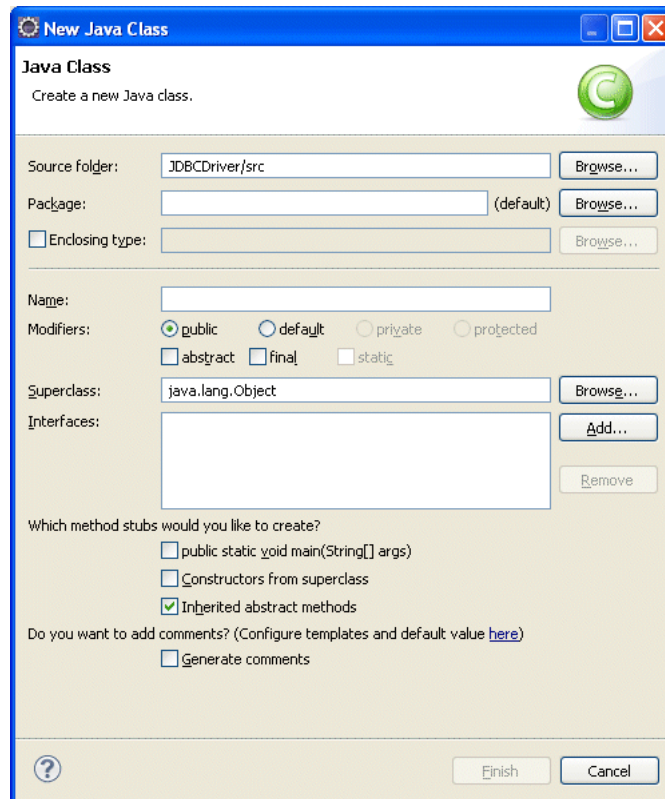 New Java Class
Java Class
Create a new Java class.
C
Source folder: JDBCDriver/src Browse...
Package: (default) Browse...
Enclosing type: Browse...
Name:
Modifiers: public default private protected
abstract final static
Superclass: java.lang.Object Browse...
Interfaces: Add...
Remove
Which method stubs would you like to create?
public static void main(String[] args)
Constructors from superclass
Inherited abstract methods
Do you want to add comments? (Configure templates and default value here)
Generate comments
? Finish Cancel